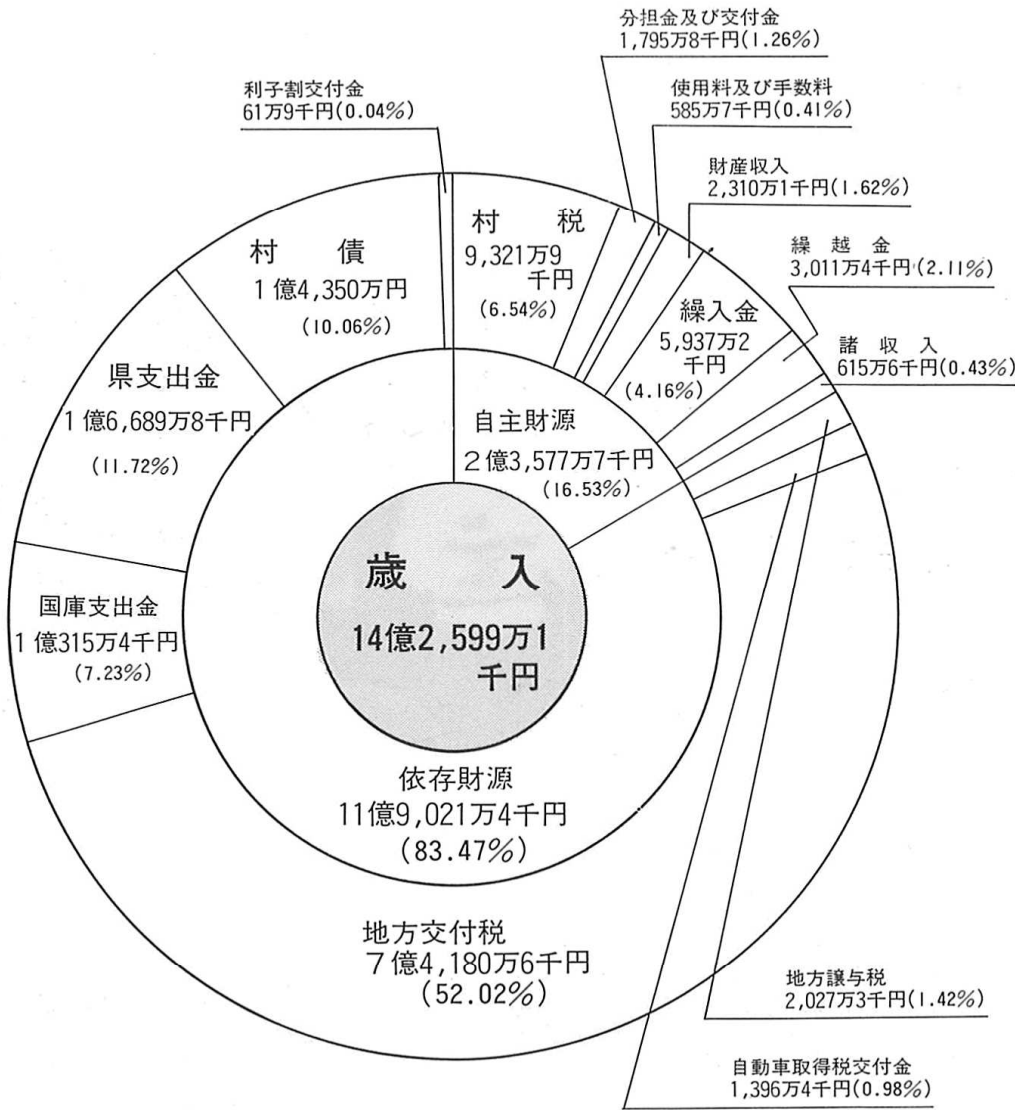 分担金及び交付金
1,795万8千円(1.26%)
利子割交付金
61万9千円(0.04%)
使用料及び手数料
585万7千円(0.41%)
財産収入
2,310万1千円(1.62%)
繰越金
3,011万4千円(2.11%)
諸収入
615万6千円(0.43%)
村税
9,321万9
千円
(6.54%)
繰入金
5,937万2
千円
(4.16%)
村債
1億4,350万円
(10.06%)
県支出金
1億6,689万8千円
(11.72%)
国庫支出金
1億315万4千円
(7.23%)
自主財源
2億3,577万7千円
(16.53%)
歳入
14億2,599万1
千円
依存財源
11億9,021万4千円
(83.47%)
地方交付税
7億4,180万6千円
(52.02%)
地方譲与税
2,027万3千円(1.42%)
自動車取得税交付金
1,396万4千円(0.98%)